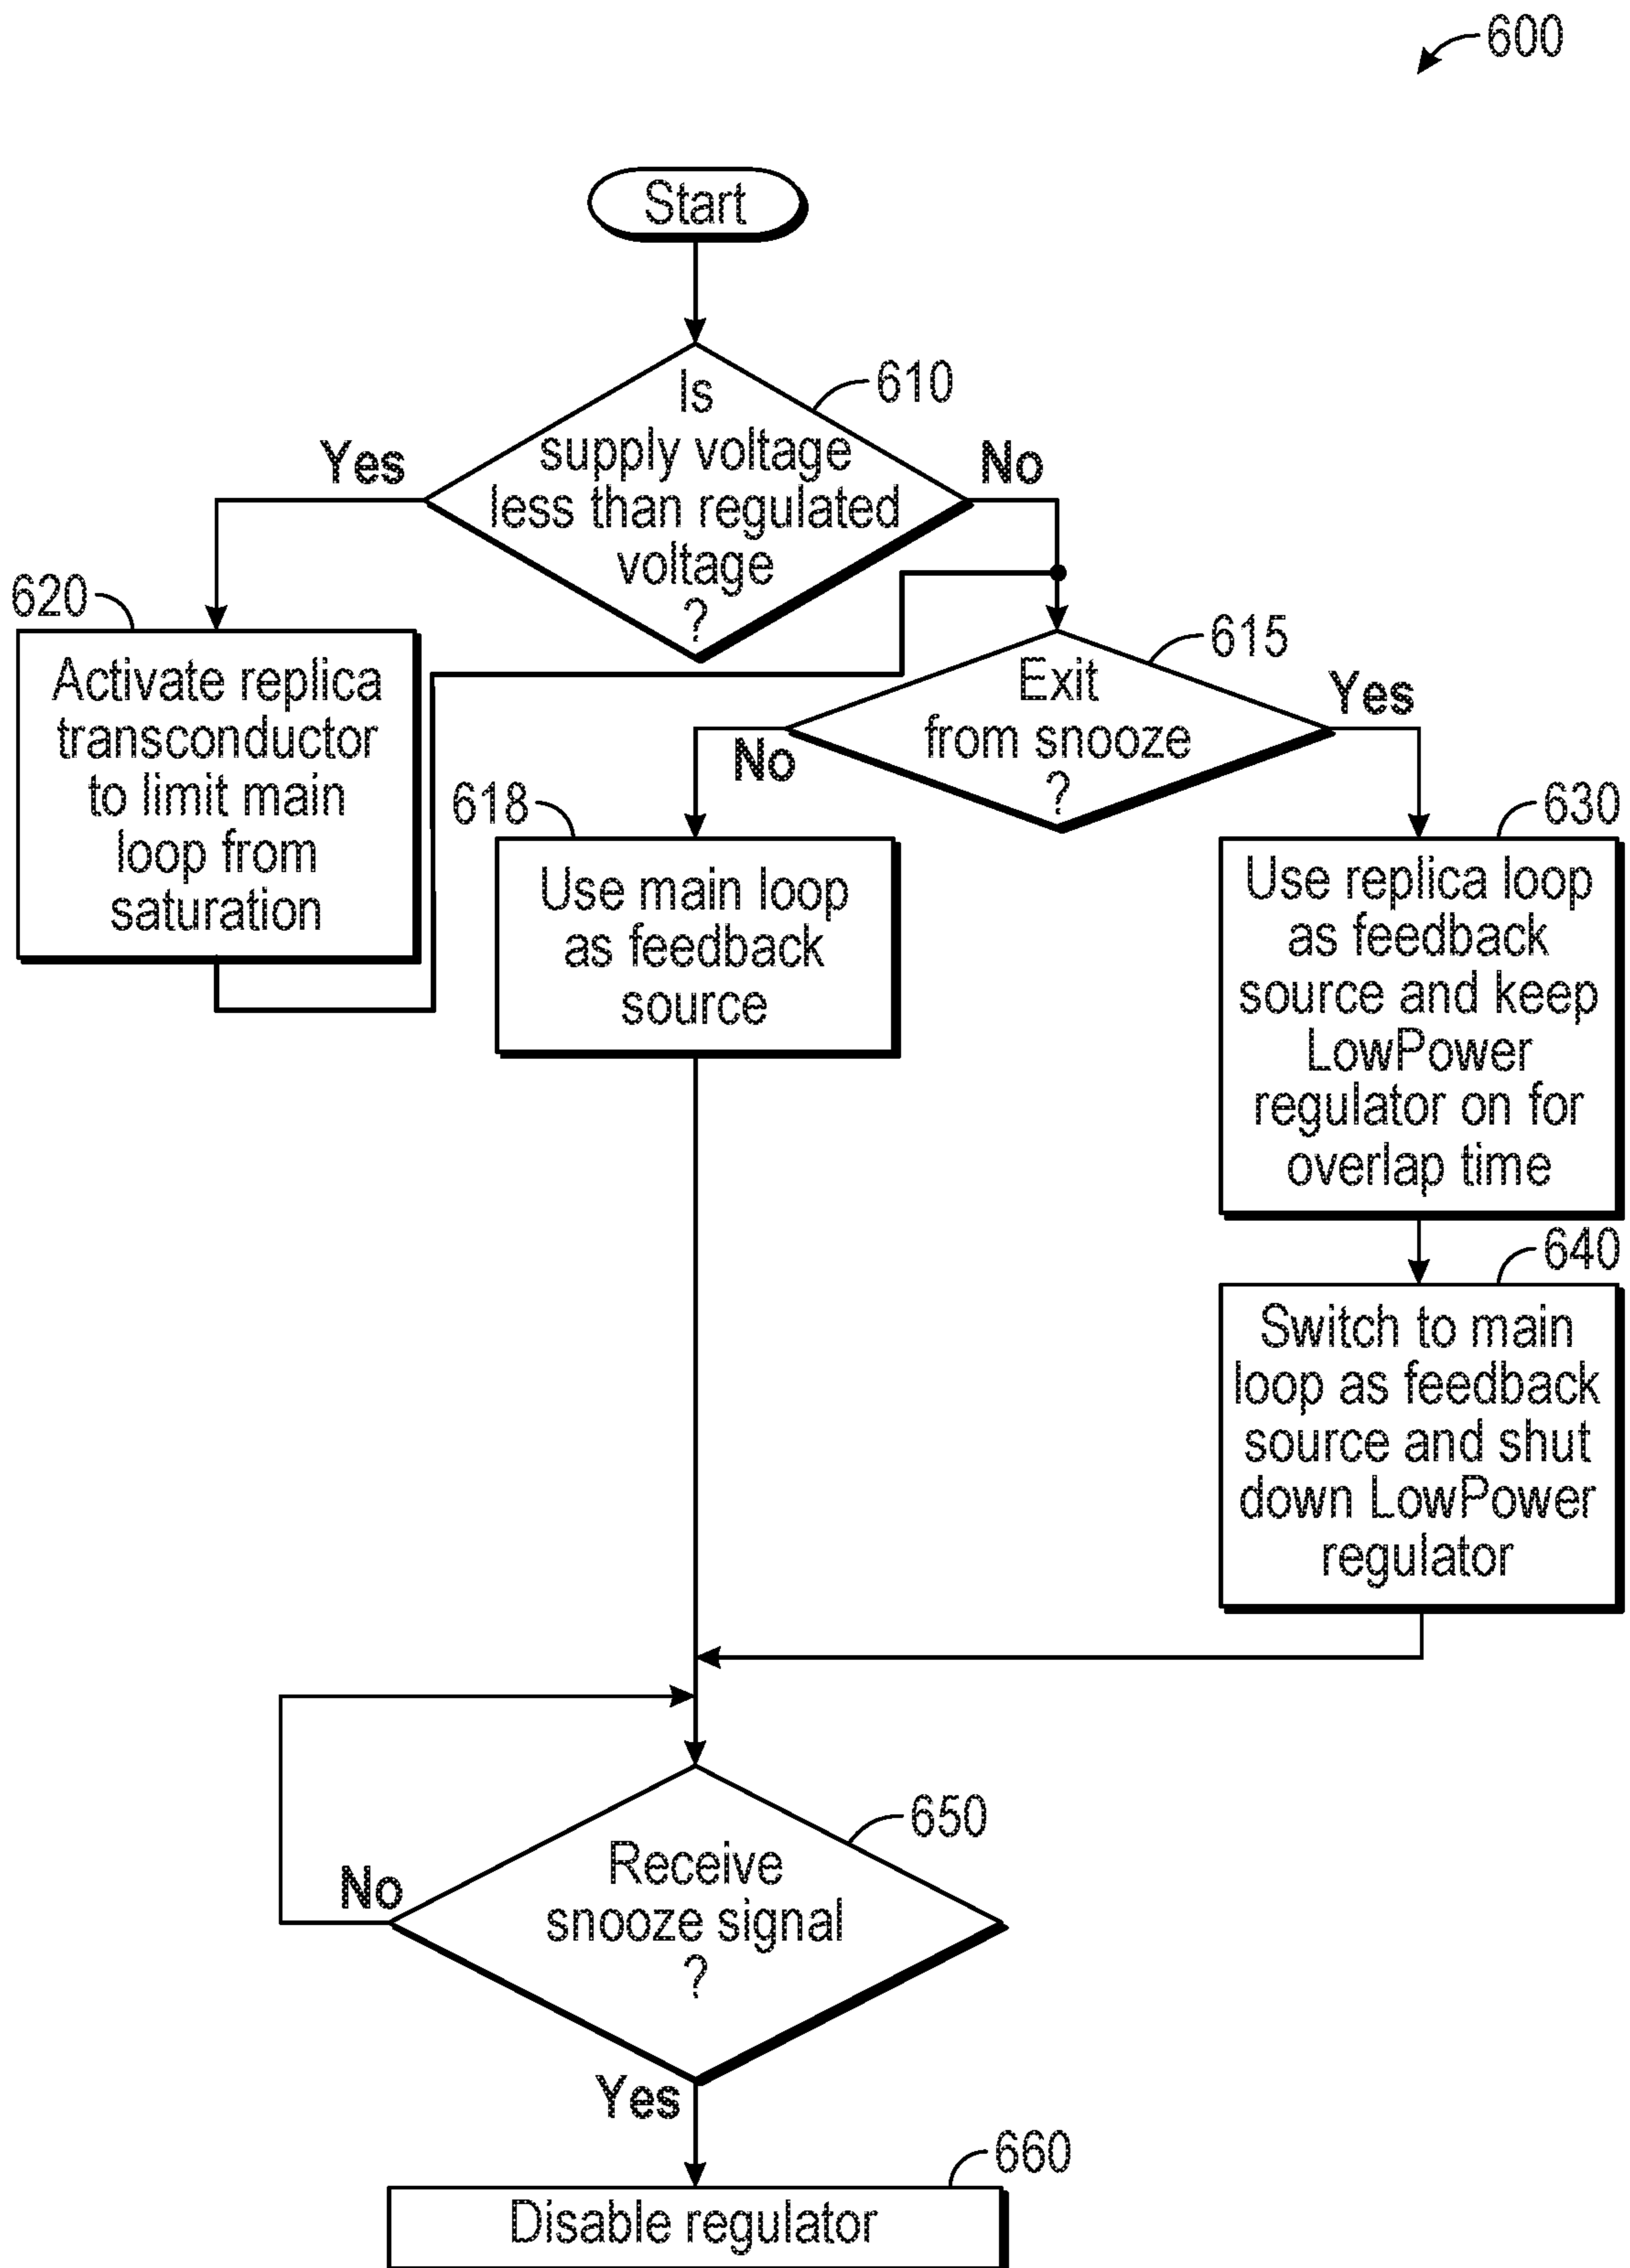 600
Start
610
Is
supply voltage
less than regulated
voltage
?
Yes
No
620
Activate replica
transconductor
to limit main
loop from
saturation
615
Exit
from snooze
?
Yes
No
618
Use main loop
as feedback
source
630
Use replica loop
as feedback
source and keep
LowPower
regulator on for
overlap time
640
Switch to main
loop as feedback
source and shut
down LowPower
regulator
650
Receive
snooze signal
?
No
Yes
660
Disable regulator